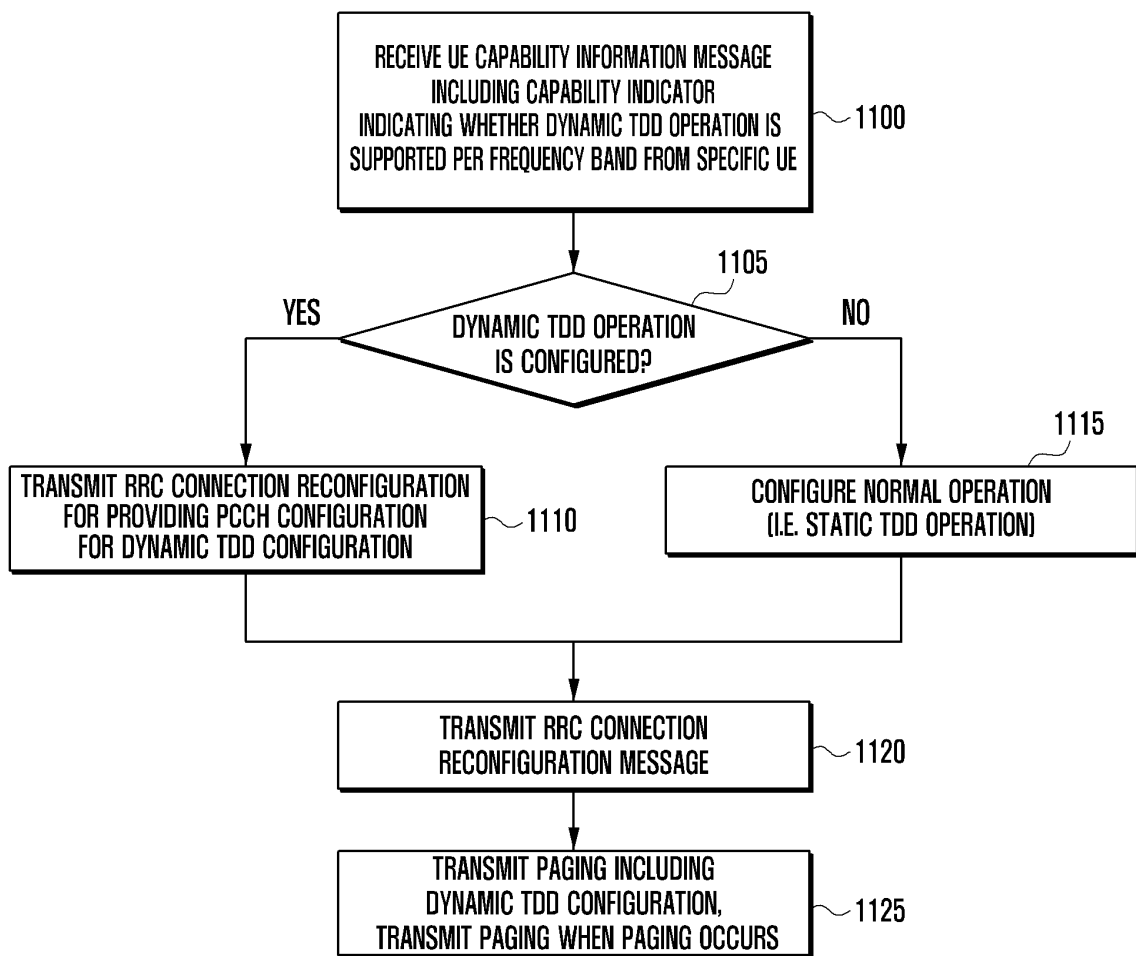 RECEIVE UE CAPABILITY INFORMATION MESSAGE
INCLUDING CAPABILITY INDICATOR
INDICATING WHETHER DYNAMIC TDD OPERATION IS
SUPPORTED PER FREQUENCY BAND FROM SPECIFIC UE
1100
1105
YES
DYNAMIC TDD OPERATION
IS CONFIGURED?
NO
1115
TRANSMIT RRC CONNECTION RECONFIGURATION
FOR PROVIDING PCCH CONFIGURATION
FOR DYNAMIC TDD CONFIGURATION
1110
CONFIGURE NORMAL OPERATION
(I.E. STATIC TDD OPERATION)
TRANSMIT RRC CONNECTION
RECONFIGURATION MESSAGE
1120
TRANSMIT PAGING INCLUDING
DYNAMIC TDD CONFIGURATION,
TRANSMIT PAGING WHEN PAGING OCCURS
1125